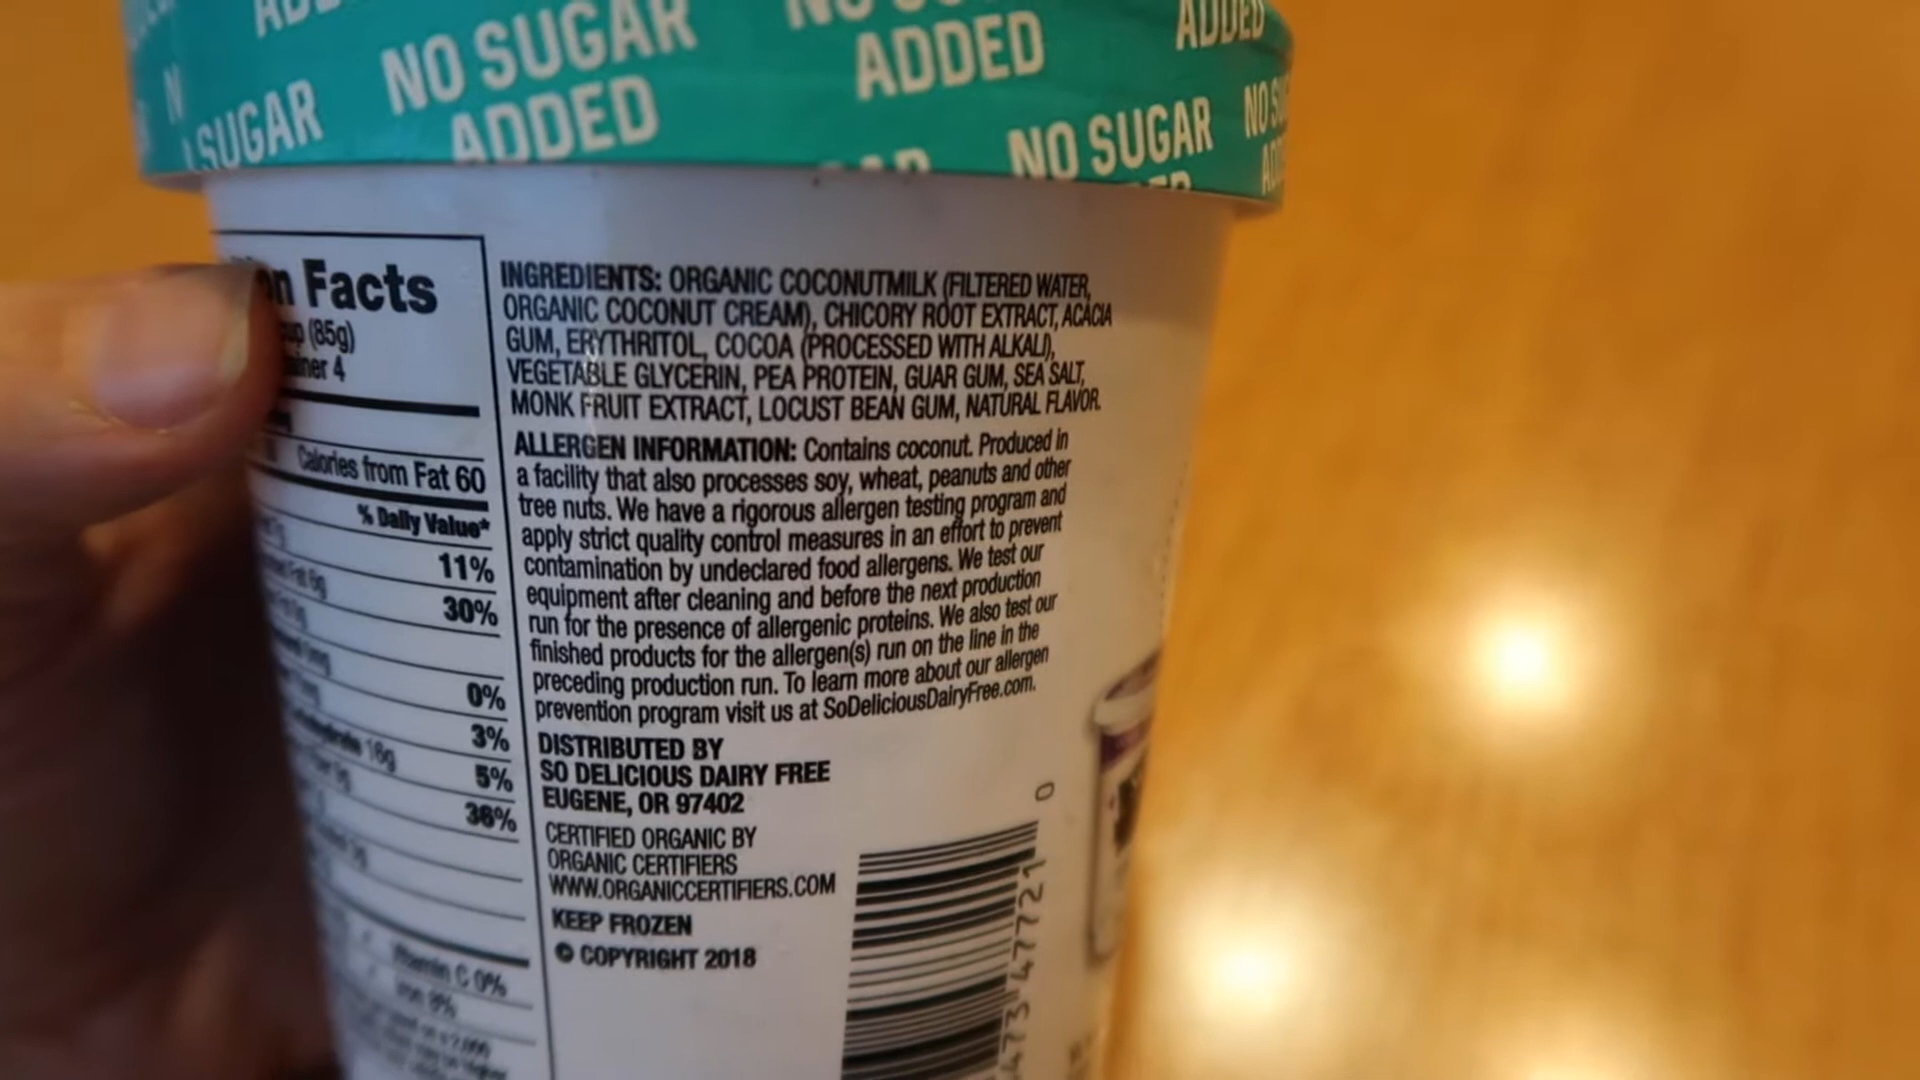 NO SUGAR
ADDED
ADDED
ADDED
SUGAR
NO SUGAR
Facts
(85g)
4
Calories from Fat 60
% Daily Value*
11%
30%
0%
3%
16g
5%
36%
Vitamin C 0%
Iron 8%
INGREDIENTS: ORGANIC COCONUTMILK (FILTERED WATER,
ORGANIC COCONUT CREAM), CHICORY ROOT EXTRACT, ACACIA
GUM, ERYTHRITOL, COCOA (PROCESSED WITH ALKALI),
VEGETABLE GLYCERIN, PEA PROTEIN, GUAR GUM, SEA SALT,
MONK FRUIT EXTRACT, LOCUST BEAN GUM, NATURAL FLAVOR.
ALLERGEN INFORMATION: Contains coconut. Produced in
a facility that also processes soy, wheat, peanuts and other
tree nuts. We have a rigorous allergen testing program and
apply strict quality control measures in an effort to prevent
contamination by undeclared food allergens. We test our
equipment after cleaning and before the next production
run for the presence of allergenic proteins. We also test our
finished products for the allergen(s) run on the line in the
preceding production run. To learn more about our allergen
prevention program visit us at SoDeliciousDairyFree.com.
DISTRIBUTED BY
SO DELICIOUS DAIRY FREE
EUGENE, OR 97402
CERTIFIED ORGANIC BY
ORGANIC CERTIFIERS
WWW.ORGANICCERTIFIERS.COM
KEEP FROZEN
© COPYRIGHT 2018
0